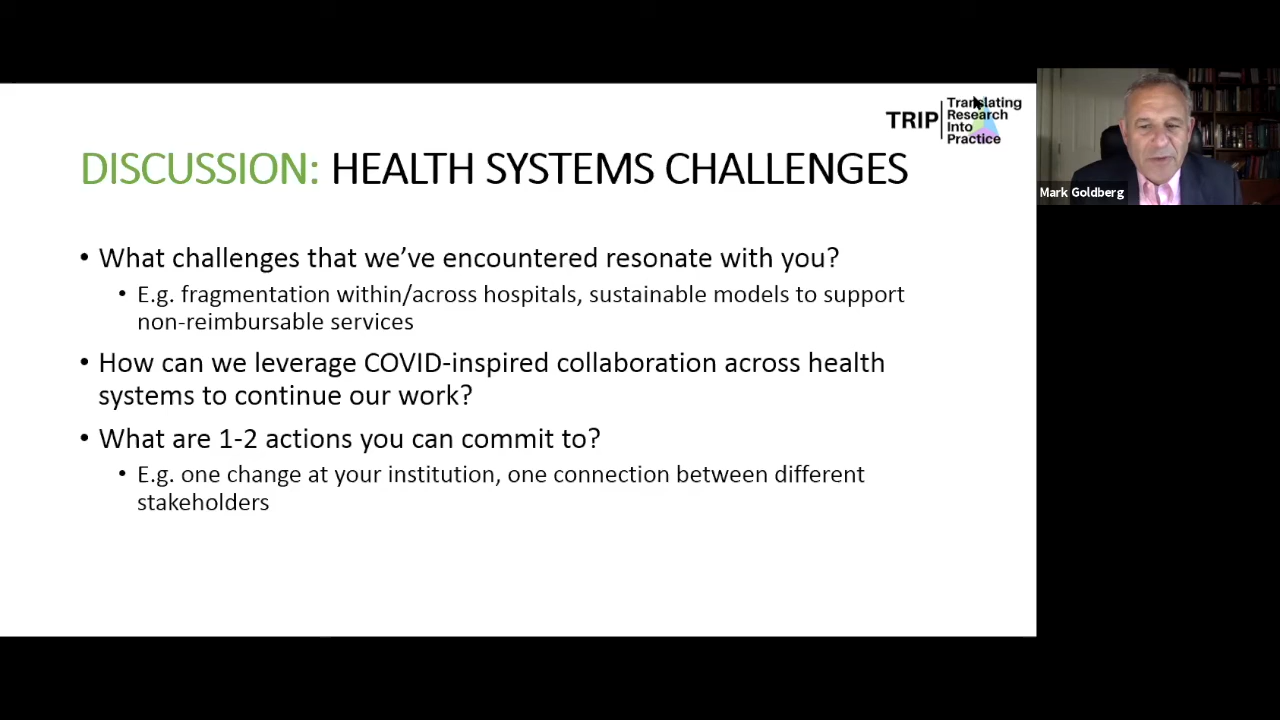 TRIP
Translating
Research
Into
Practice
DISCUSSION: HEALTH SYSTEMS CHALLENGES
Mark Goldberg
• What challenges that we’ve encountered resonate with you?
• E.g. fragmentation within/across hospitals, sustainable models to support
non-reimbursable services
• How can we leverage COVID-inspired collaboration across health
systems to continue our work?
• What are 1-2 actions you can commit to?
• E.g. one change at your institution, one connection between different
stakeholders